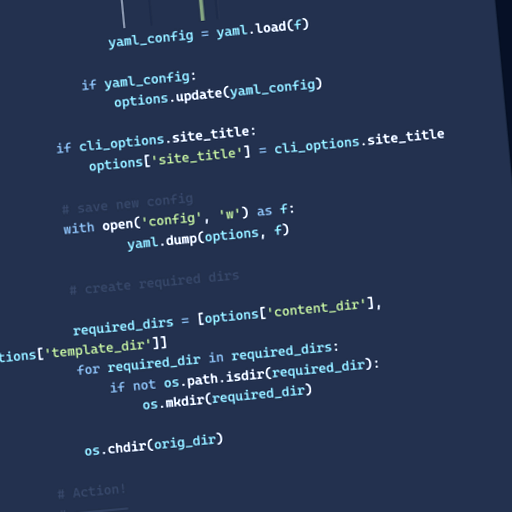 yaml_config = yaml.load(f)
if yaml_config:
options.update(yaml_config)
if cli_options.site_title:
options['site_title'] = cli_options.site_title
# save new config
with open('config', 'w') as f:
yaml.dump(options, f)
# create required dirs
required_dirs = [options['content_dir'],
tions['template_dir']]
for required_dir in required_dirs:
if not os.path.isdir(required_dir):
os.mkdir(required_dir)
os.chdir(orig_dir)
# Action!